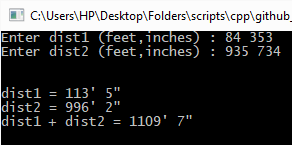 C:\Users\HP\Desktop\Folders\scripts\cpp\github_
Enter dist1 (feet,inches) : 84 353
Enter dist2 (feet,inches) : 935 734
dist1 = 113' 5"
dist2 = 996' 2"
dist1 + dist2 = 1109' 7"